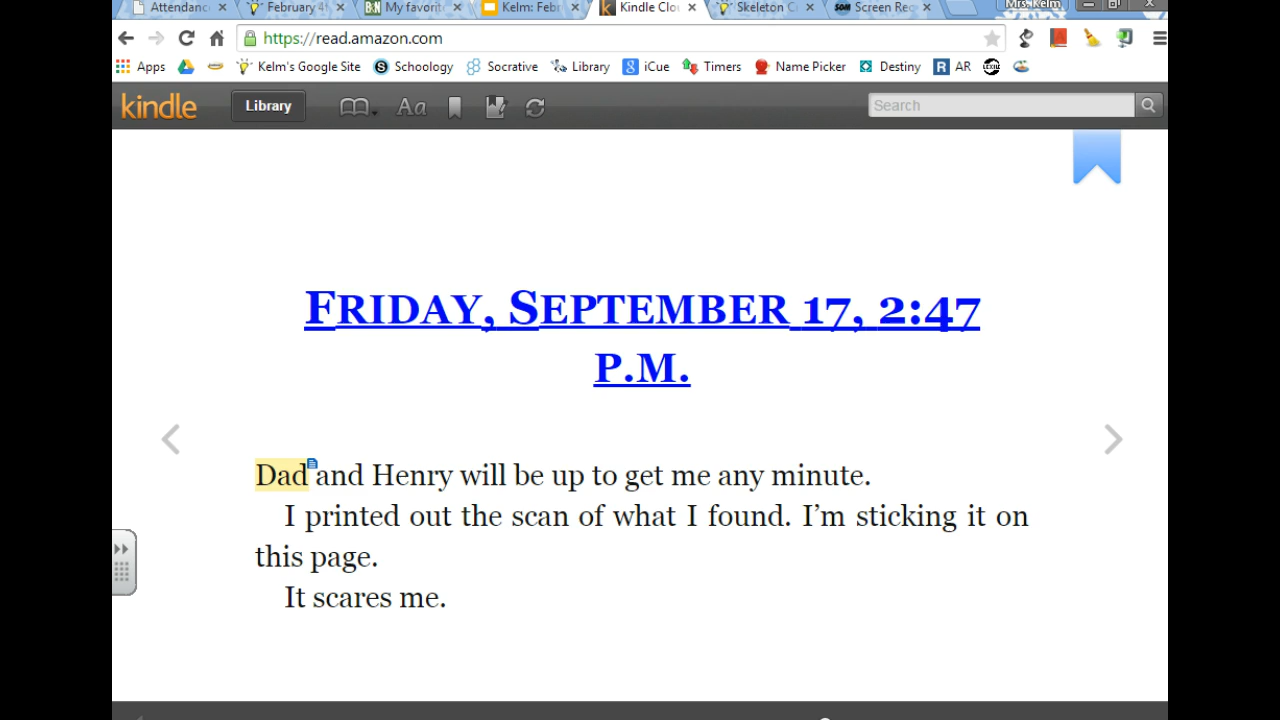 Attendanc February 4t My favorit Kelm: Febr Kindle Clou Skeleton C Screen Rec Mrs. Kelm
https://read.amazon.com
Apps Kelm's Google Site Schoology Socrative Library iCue Timers Name Picker Destiny AR
kindle Library Aa Search
FRIDAY, SEPTEMBER 17, 2:47
P.M.
Dad and Henry will be up to get me any minute.
I printed out the scan of what I found. I'm sticking it on
this page.
It scares me.